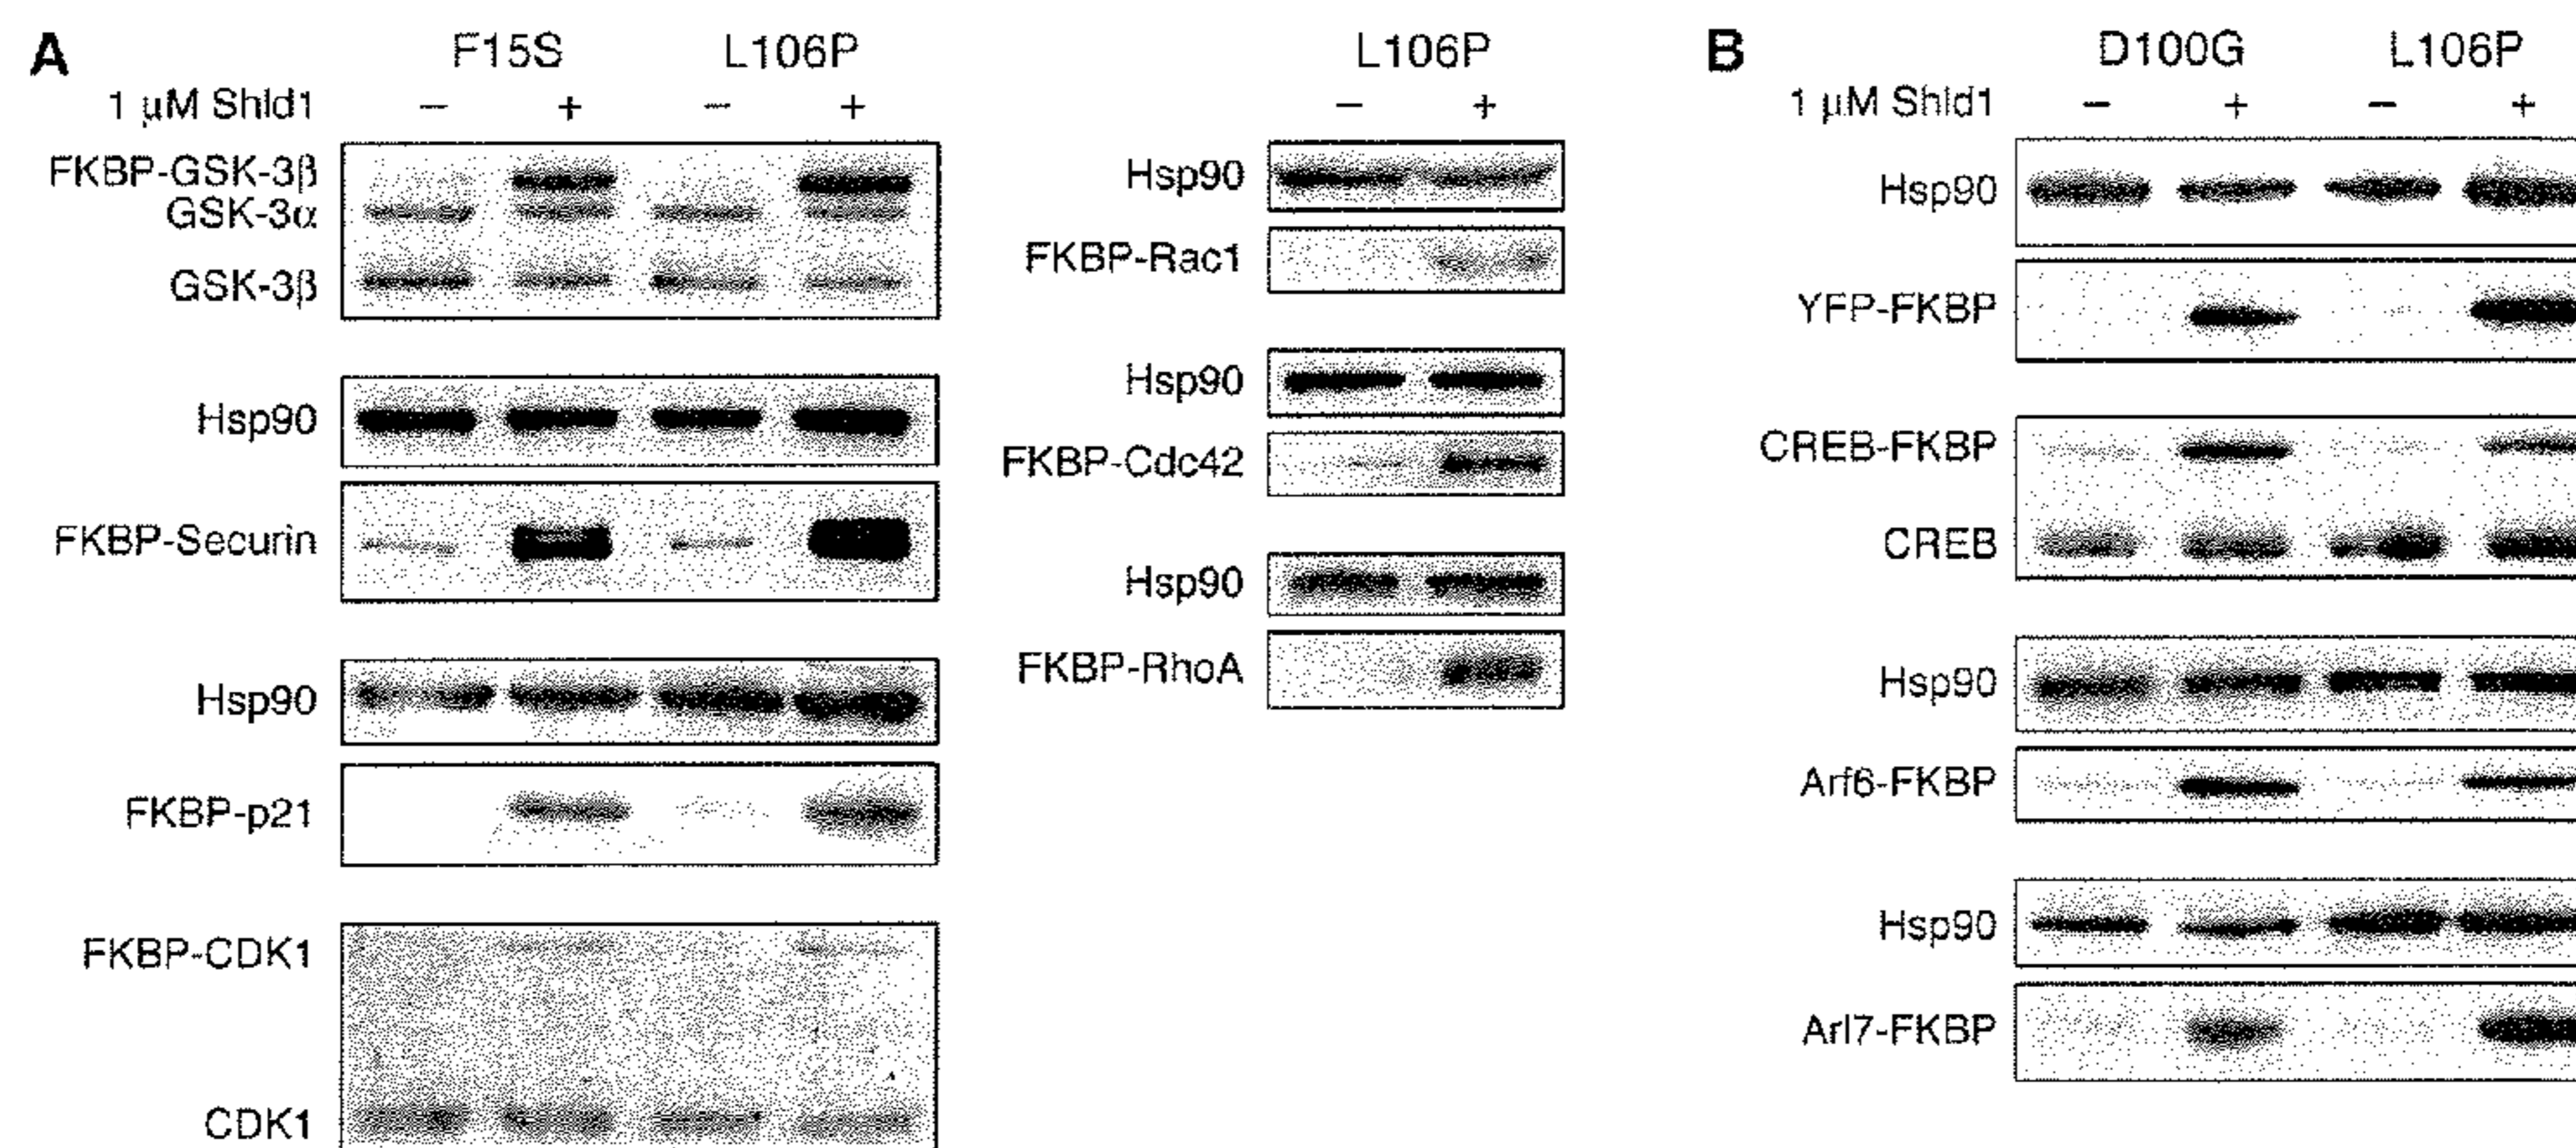 A
F15S L106P
1 µM Shld1 − + − +
FKBP-GSK-3β
GSK-3α
GSK-3β
Hsp90
FKBP-Securin
Hsp90
FKBP-p21
FKBP-CDK1
CDK1
L106P
− +
Hsp90
FKBP-Rac1
Hsp90
FKBP-Cdc42
Hsp90
FKBP-RhoA
B
D100G L106P
1 µM Shld1 − + − +
Hsp90
YFP-FKBP
CREB-FKBP
CREB
Hsp90
Arf6-FKBP
Hsp90
Arl7-FKBP